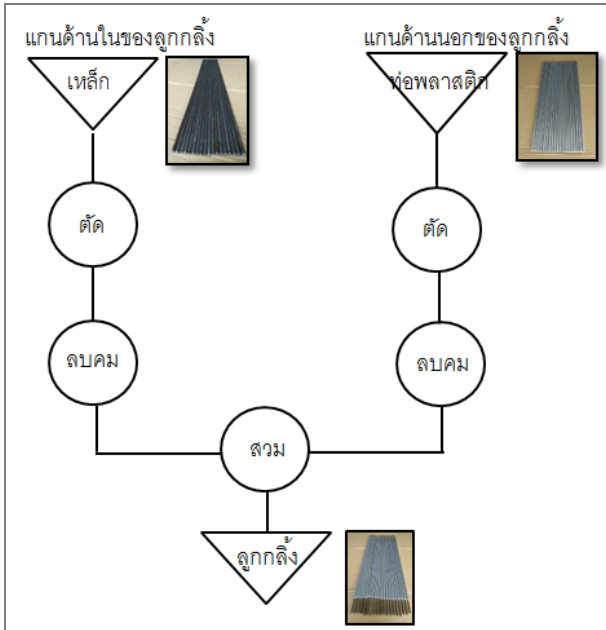 แกนด้านในของลูกกลิ้ง
แกนด้านนอกของลูกกลิ้ง
เหล็ก
ท่อพลาสติก
ตัด
ตัด
ลบคม
ลบคม
สวม
ลูกกลิ้ง